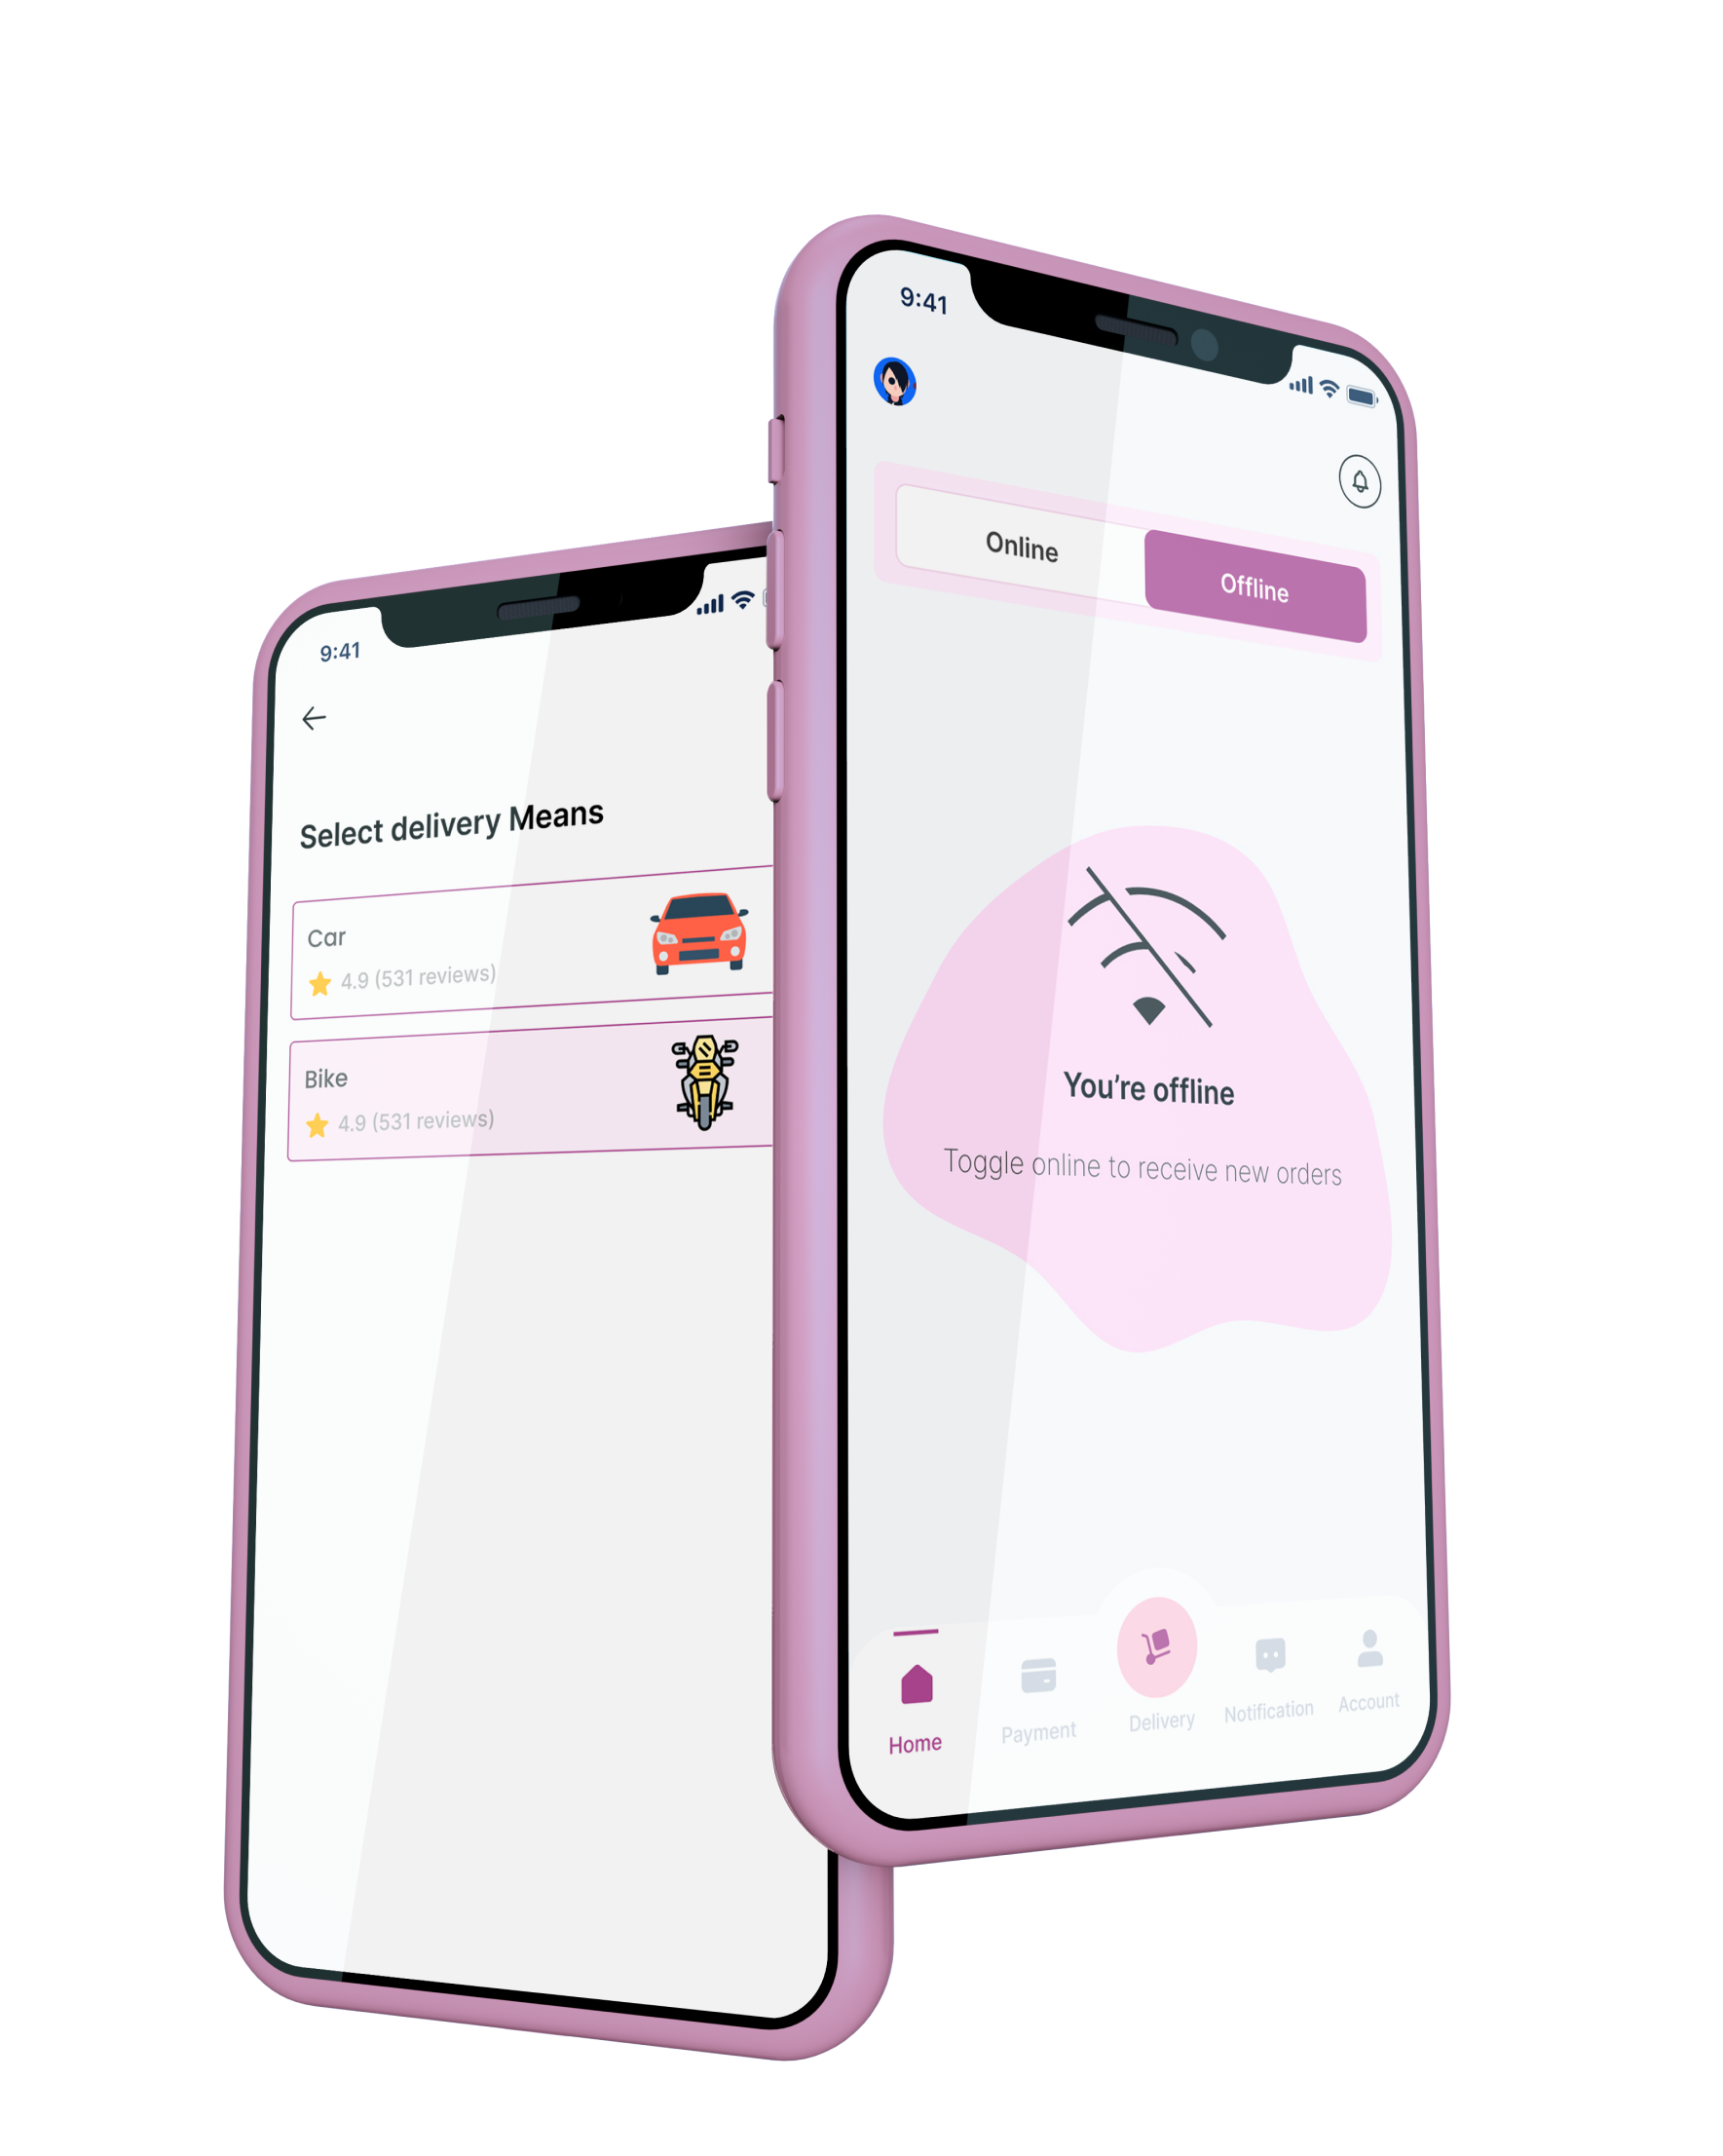 9:41
Select delivery Means
Car
4.9 (531 reviews)
Bike
4.9 (531 reviews)
9:41
Online
Offline
You’re offline
Toggle online to receive new orders
Home
Payment
Delivery
Notification
Account